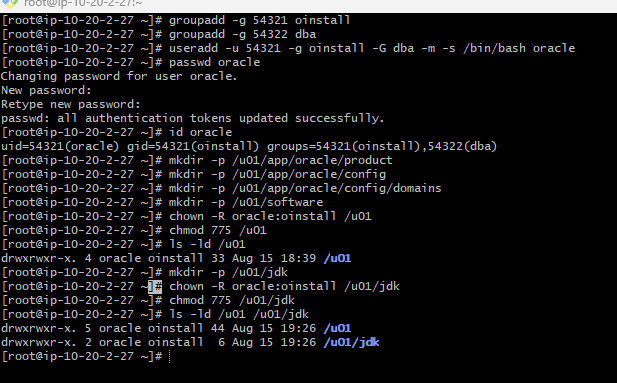 root@ip-10-20-2-27:~
[root@ip-10-20-2-27 ~]# groupadd -g 54321 oinstall
[root@ip-10-20-2-27 ~]# groupadd -g 54322 dba
[root@ip-10-20-2-27 ~]# useradd -u 54321 -g oinstall -G dba -m -s /bin/bash oracle
[root@ip-10-20-2-27 ~]# passwd oracle
Changing password for user oracle.
New password:
Retype new password:
passwd: all authentication tokens updated successfully.
[root@ip-10-20-2-27 ~]# id oracle
uid=54321(oracle) gid=54321(oinstall) groups=54321(oinstall),54322(dba)
[root@ip-10-20-2-27 ~]# mkdir -p /u01/app/oracle/product
[root@ip-10-20-2-27 ~]# mkdir -p /u01/app/oracle/config
[root@ip-10-20-2-27 ~]# mkdir -p /u01/app/oracle/config/domains
[root@ip-10-20-2-27 ~]# mkdir -p /u01/software
[root@ip-10-20-2-27 ~]# chown -R oracle:oinstall /u01
[root@ip-10-20-2-27 ~]# chmod 775 /u01
[root@ip-10-20-2-27 ~]# ls -ld /u01
drwxrwxr-x. 4 oracle oinstall 33 Aug 15 18:39 /u01
[root@ip-10-20-2-27 ~]# mkdir -p /u01/jdk
[root@ip-10-20-2-27 ~]# chown -R oracle:oinstall /u01/jdk
[root@ip-10-20-2-27 ~]# chmod 775 /u01/jdk
[root@ip-10-20-2-27 ~]# ls -ld /u01 /u01/jdk
drwxrwxr-x. 5 oracle oinstall 44 Aug 15 19:26 /u01
drwxrwxr-x. 2 oracle oinstall  6 Aug 15 19:26 /u01/jdk
[root@ip-10-20-2-27 ~]#